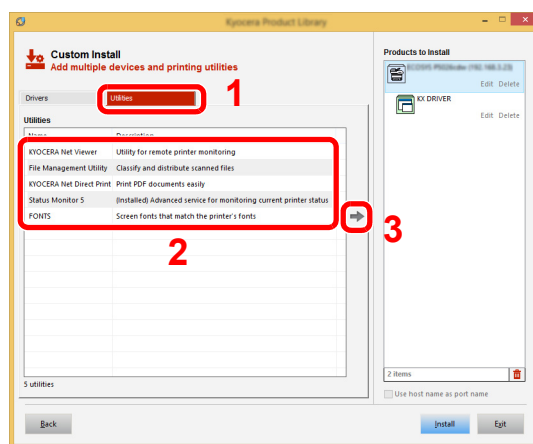 Kyocera Product Library
Custom Install
Add multiple devices and printing utilities
Drivers
Utilities
1
Utilities
Name Description
KYOCERA Net Viewer Utility for remote printer monitoring
File Management Utility Classify and distribute scanned files
KYOCERA Net Direct Print Print PDF documents easily
Status Monitor 5 (Installed) Advanced service for monitoring current printer status
FONTS Screen fonts that match the printer's fonts
2
3
5 utilities
Products to Install
Edit Delete
KX DRIVER
Edit Delete
2 items
Use host name as port name
Back
Install
Exit